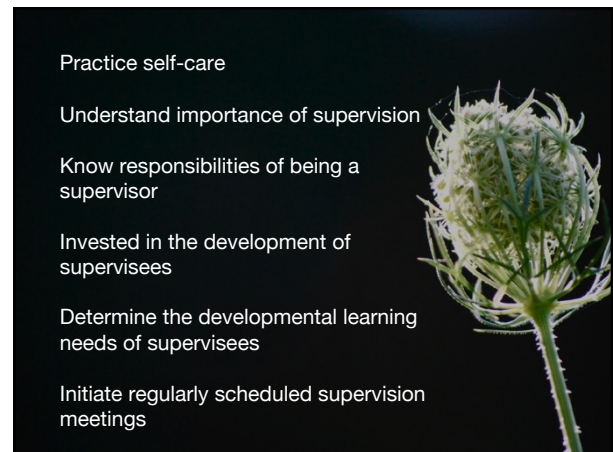 Practice self-care
Understand importance of supervision
Know responsibilities of being a
supervisor
Invested in the development of
supervisees
Determine the developmental learning
needs of supervisees
Initiate regularly scheduled supervision
meetings